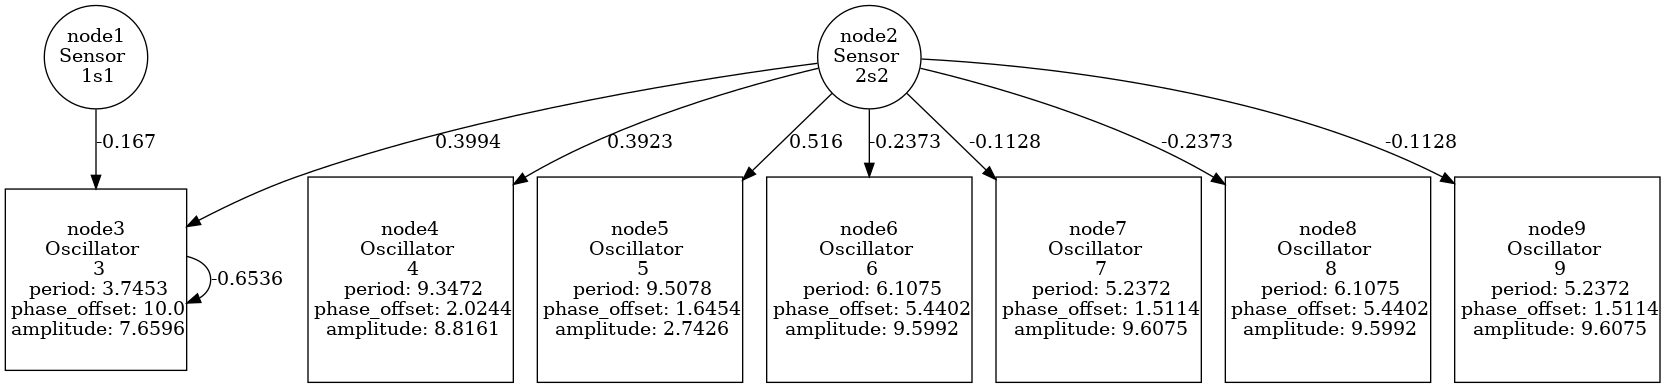 node1
Sensor
1s1
node2
Sensor
2s2
-0.167
0.3994
0.3923
0.516
-0.2373
-0.1128
-0.2373
-0.1128
node3
Oscillator
3
period: 3.7453
phase_offset: 10.0
amplitude: 7.6596
-0.6536
node4
Oscillator
4
period: 9.3472
phase_offset: 2.0244
amplitude: 8.8161
node5
Oscillator
5
period: 9.5078
phase_offset: 1.6454
amplitude: 2.7426
node6
Oscillator
6
period: 6.1075
phase_offset: 5.4402
amplitude: 9.5992
node7
Oscillator
7
period: 5.2372
phase_offset: 1.5114
amplitude: 9.6075
node8
Oscillator
8
period: 6.1075
phase_offset: 5.4402
amplitude: 9.5992
node9
Oscillator
9
period: 5.2372
phase_offset: 1.5114
amplitude: 9.6075